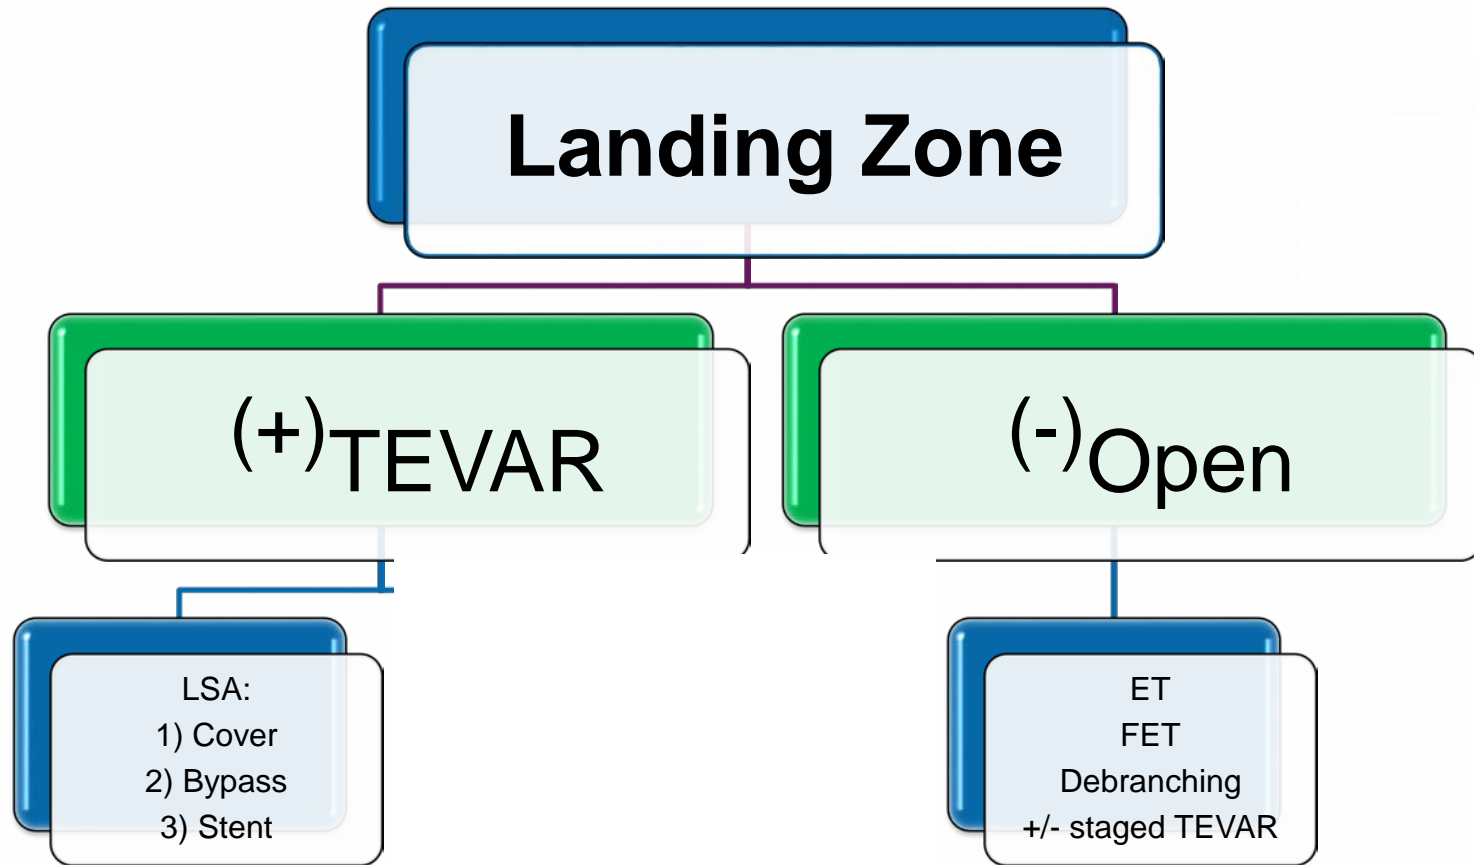 Landing Zone
(+)TEVAR
(-)Open
LSA:
1) Cover
2) Bypass
3) Stent
ET
FET
Debranching
+/- staged TEVAR